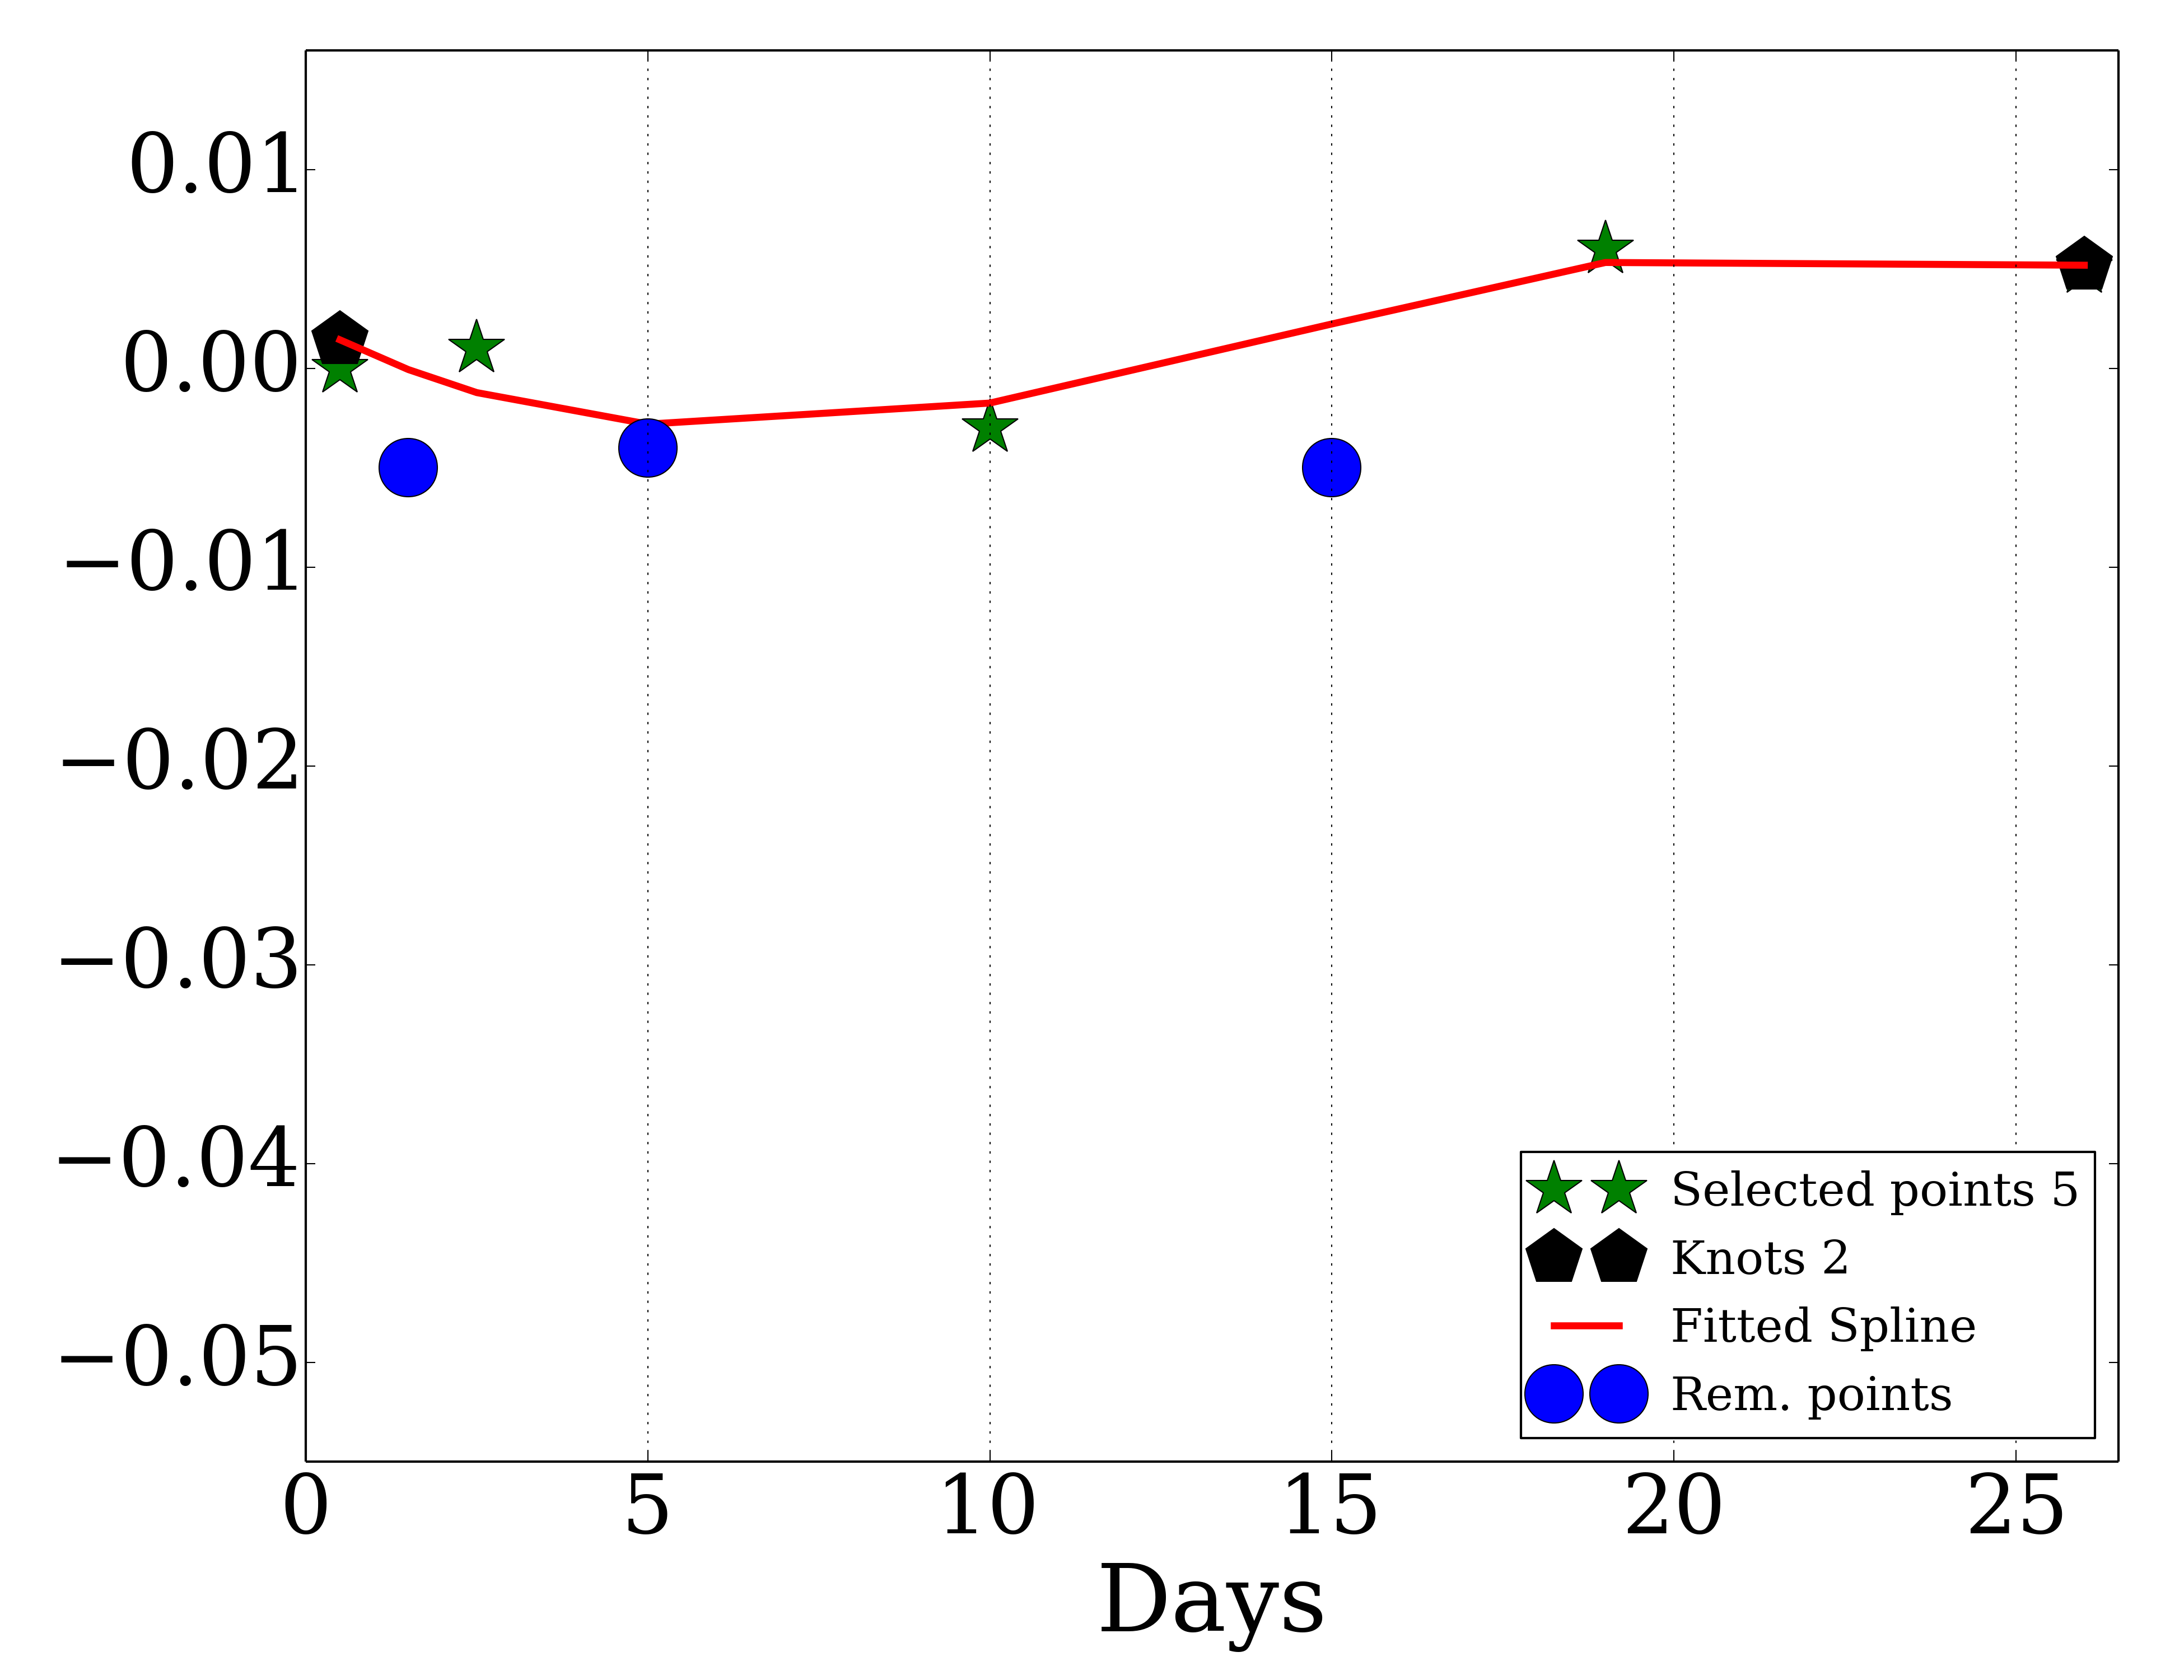 0.01
0.00
−0.01
−0.02
−0.03
−0.04
−0.05
Selected points 5
Knots 2
Fitted Spline
Rem. points
0 5 10 15 20 25
Days